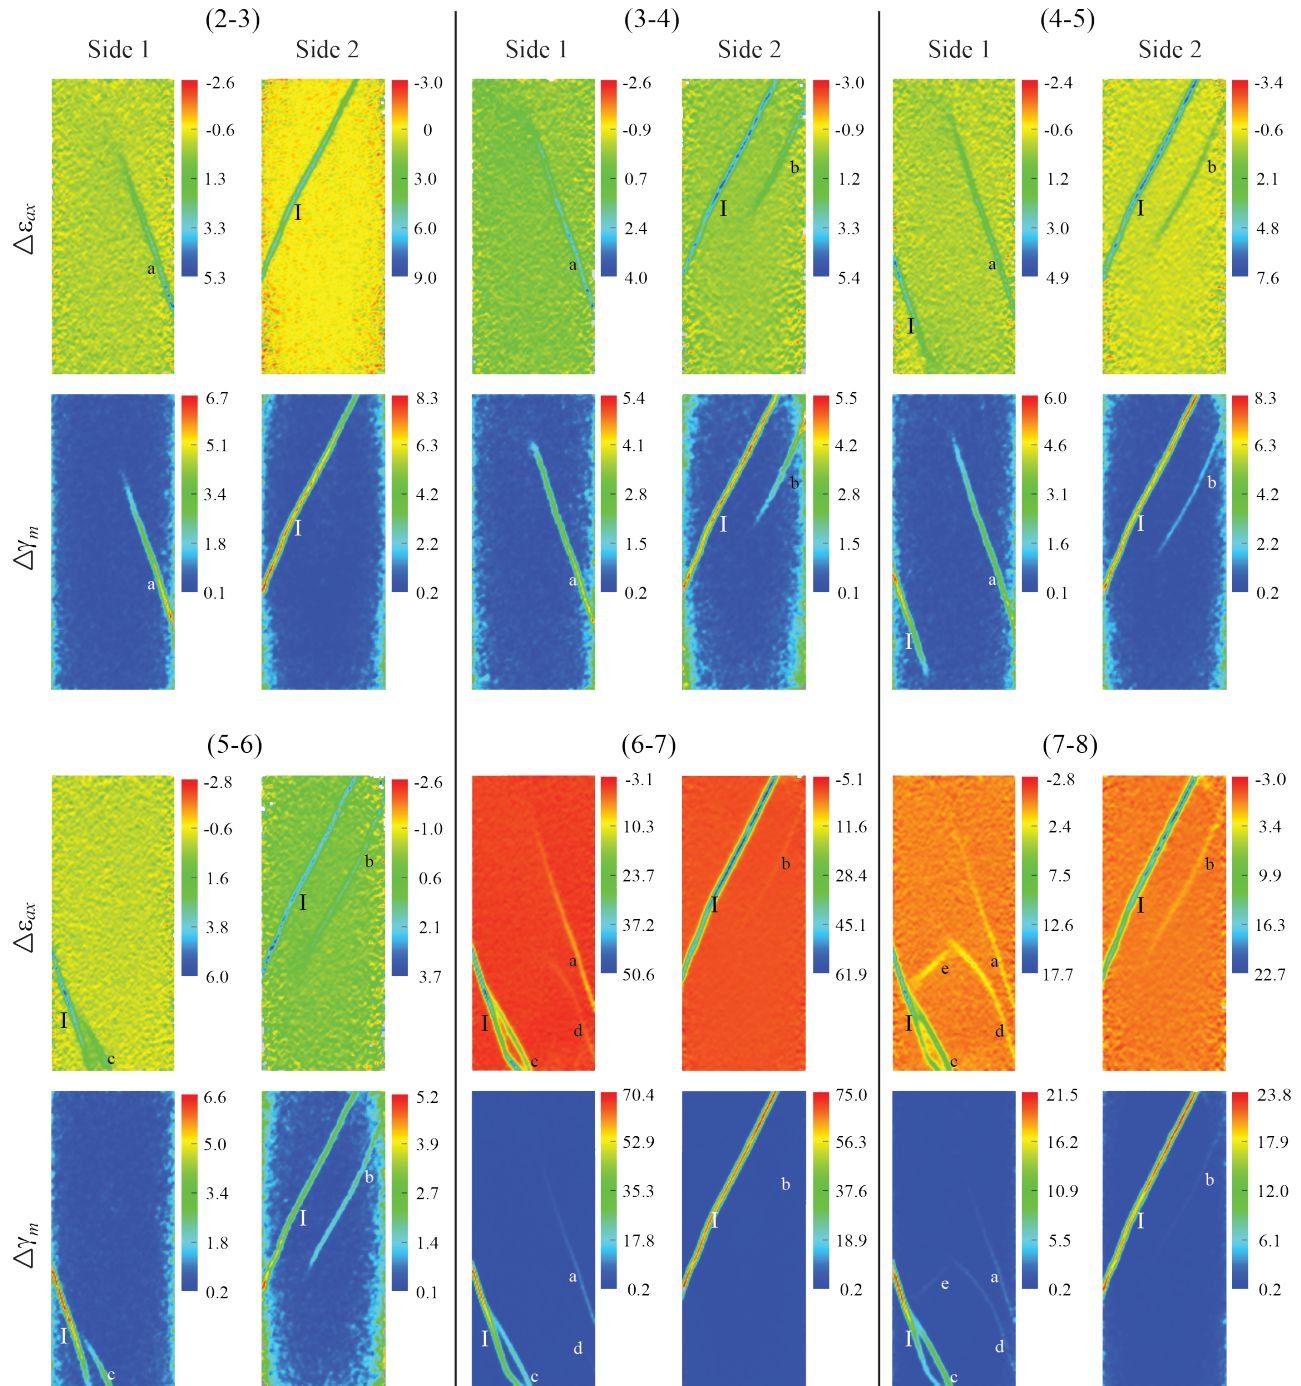 (2-3) (3-4) (4-5)
Side 1 Side 2 Side 1 Side 2 Side 1 Side 2
Δε_ax
-2.6 -0.6 1.3 3.3 5.3
a
-3.0 0 3.0 6.0 9.0
I
-2.6 -0.9 0.7 2.4 4.0
a
-3.0 -0.9 1.2 3.2 5.4
I b
-2.4 -0.6 1.2 3.0 4.9
I a
-3.4 -0.6 2.1 4.8 7.6
I b
Δγ_m
6.7 5.1 3.4 1.8 0.1
a
8.3 6.3 4.2 2.2 0.2
I
5.4 4.1 2.8 1.5 0.2
a
5.5 4.2 2.8 1.5 0.2
I b
6.0 4.6 3.1 1.6 0.1
I a
8.3 6.3 4.2 2.2 0.2
I b
(5-6) (6-7) (7-8)
Δε_ax
-2.8 -0.6 1.6 3.8 6.0
I c
-2.6 -1.0 0.6 2.1 3.7
I b
-3.1 10.3 23.7 37.2 50.6
I a d c
-5.1 11.6 28.4 45.1 61.9
I b
-2.8 2.4 7.5 12.6 17.7
I e a d c
-3.0 3.4 9.9 16.3 22.7
I b
Δγ_m
6.6 5.0 3.4 1.8 0.2
I c
5.2 3.9 2.7 1.4 0.1
I b
70.4 52.9 35.3 17.8 0.2
I a d c
75.0 56.3 37.6 18.9 0.2
I b
21.5 16.2 10.9 5.5 0.2
I e a d c
23.8 17.9 12.0 6.1 0.2
I b